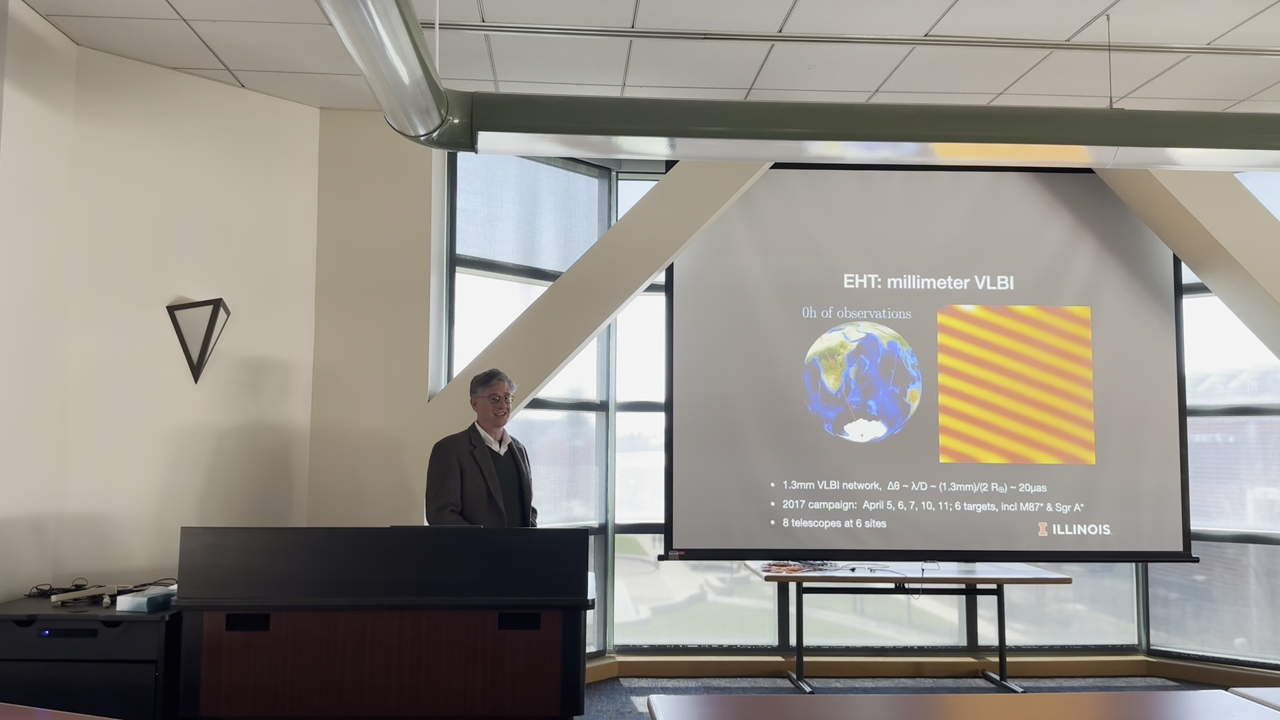 EHT: millimeter VLBI
0h of observations
• 1.3mm VLBI network, Δθ ~ λ/D ~ (1.3mm)/(2 R⊕) ~ 20μas
• 2017 campaign: April 5, 6, 7, 10, 11; 6 targets, incl M87* & Sgr A*
• 8 telescopes at 6 sites
I ILLINOIS